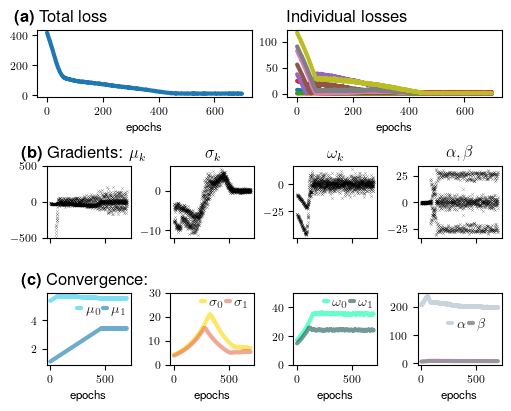 (a) Total loss
Individual losses
400
200
0
0 200 400 600
epochs
100
50
0
0 200 400 600
epochs
(b) Gradients: μk σk ωk α, β
500
0
−500
0
−10
0
−25
25
0
−25
(c) Convergence:
4
2
μ0 μ1
0 500
epochs
30
20
10
0
σ0 σ1
0 500
epochs
40
20
0
ω0 ω1
0 500
epochs
200
100
0
α β
0 500
epochs